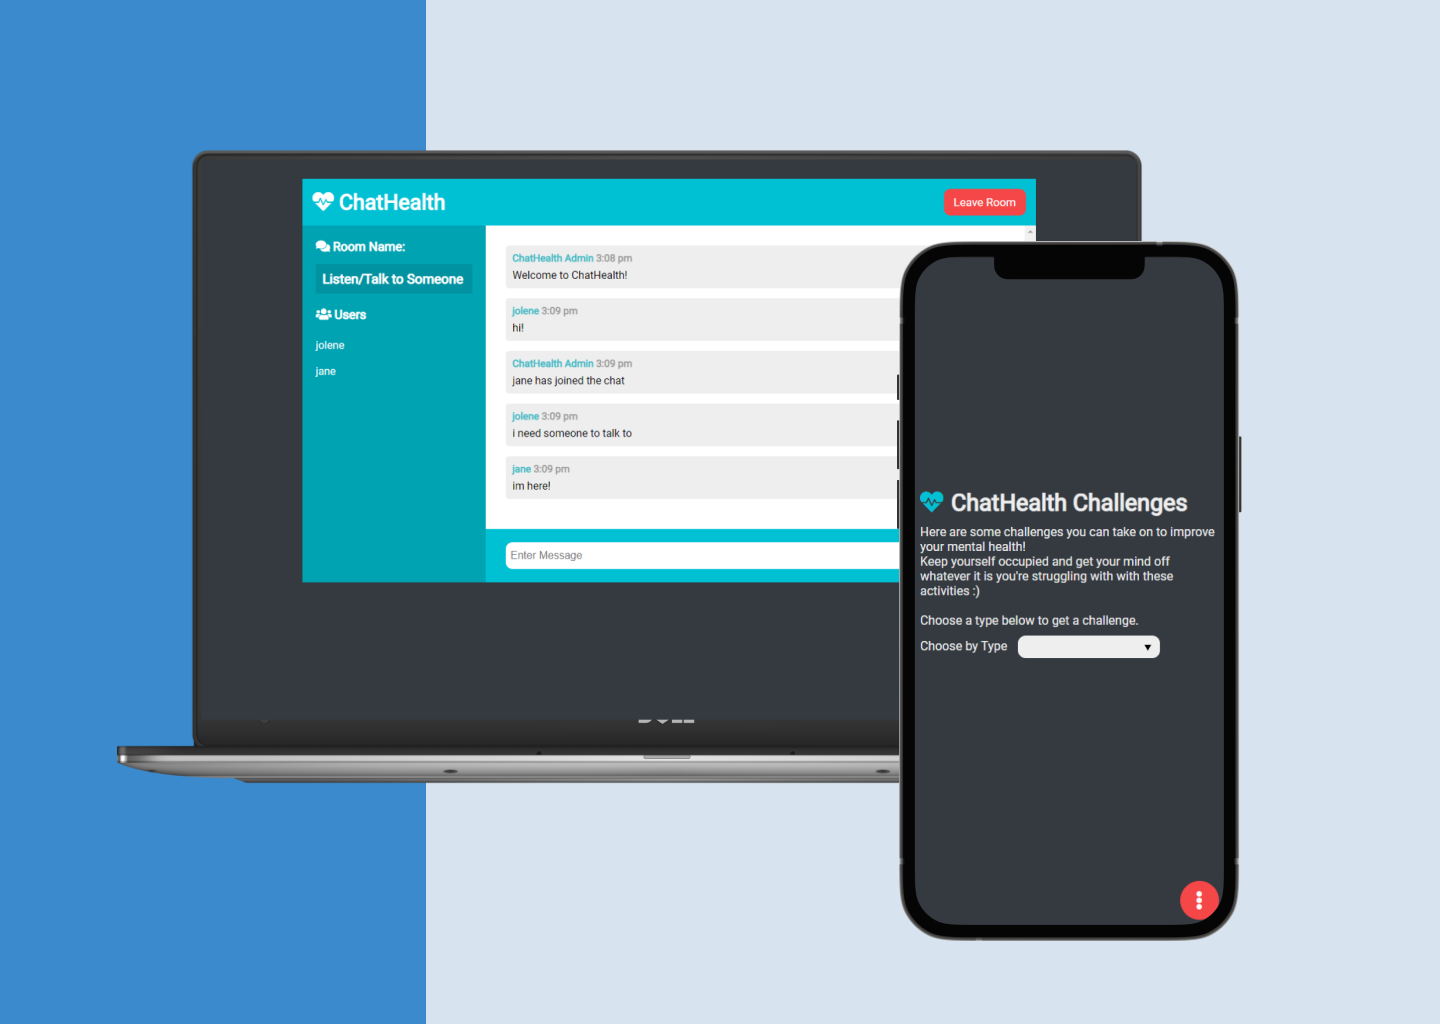 ChatHealth
Leave Room
Room Name:
Listen/Talk to Someone
Users
jolene
jane
ChatHealth Admin 3:08 pm
Welcome to ChatHealth!
jolene 3:09 pm
hi!
ChatHealth Admin 3:09 pm
jane has joined the chat
jolene 3:09 pm
i need someone to talk to
jane 3:09 pm
im here!
Enter Message
ChatHealth Challenges
Here are some challenges you can take on to improve
your mental health!
Keep yourself occupied and get your mind off
whatever it is you're struggling with with these
activities :)
Choose a type below to get a challenge.
Choose by Type